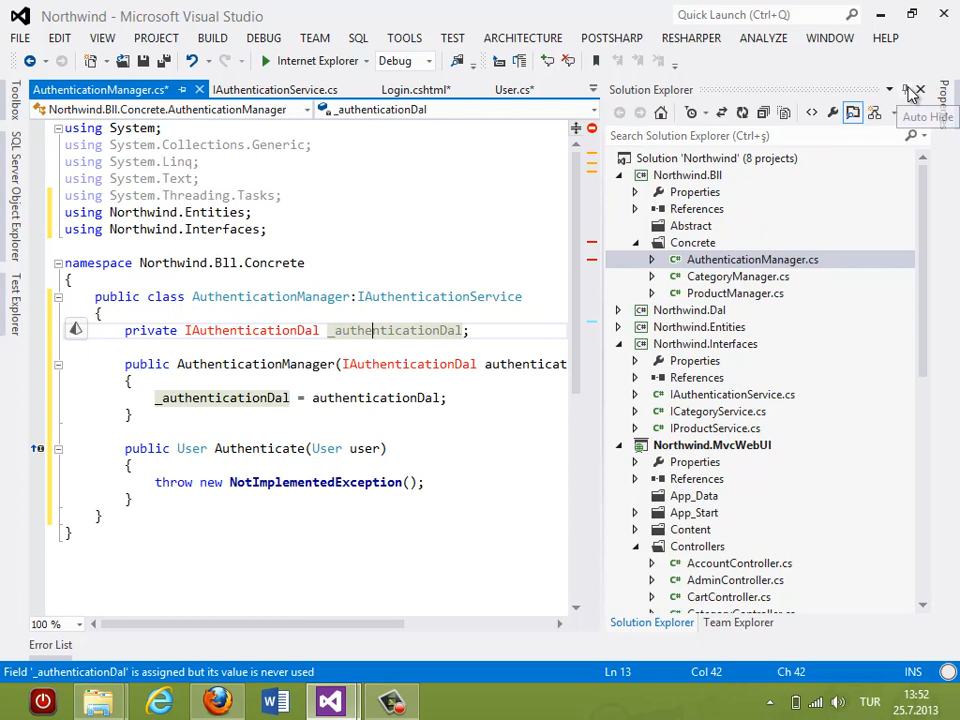 Northwind - Microsoft Visual Studio
Quick Launch (Ctrl+Q)
FILE EDIT VIEW PROJECT BUILD DEBUG TEAM SQL TOOLS TEST ARCHITECTURE POSTSHARP RESHARPER ANALYZE WINDOW HELP
Internet Explorer Debug
Toolbox
SQL Server Object Explorer
Test Explorer
AuthenticationManager.cs* IAuthenticationService.cs Login.cshtml* User.cs*
Northwind.Bll.Concrete.AuthenticationManager _authenticationDal
using System;
using System.Collections.Generic;
using System.Linq;
using System.Text;
using System.Threading.Tasks;
using Northwind.Entities;
using Northwind.Interfaces;
namespace Northwind.Bll.Concrete
{
public class AuthenticationManager:IAuthenticationService
{
private IAuthenticationDal _authenticationDal;
public AuthenticationManager(IAuthenticationDal authenticat
{
_authenticationDal = authenticationDal;
}
public User Authenticate(User user)
{
throw new NotImplementedException();
}
}
}
100 %
Solution Explorer
Auto Hide
Search Solution Explorer (Ctrl+ş)
Solution 'Northwind' (8 projects)
Northwind.Bll
Properties
References
Abstract
Concrete
AuthenticationManager.cs
CategoryManager.cs
ProductManager.cs
Northwind.Dal
Northwind.Entities
Northwind.Interfaces
Properties
References
IAuthenticationService.cs
ICategoryService.cs
IProductService.cs
Northwind.MvcWebUI
Properties
References
App_Data
App_Start
Content
Controllers
AccountController.cs
AdminController.cs
CartController.cs
Solution Explorer Team Explorer
Error List
Field '_authenticationDal' is assigned but its value is never used Ln 13 Col 42 Ch 42 INS
TUR
13:52
25.7.2013